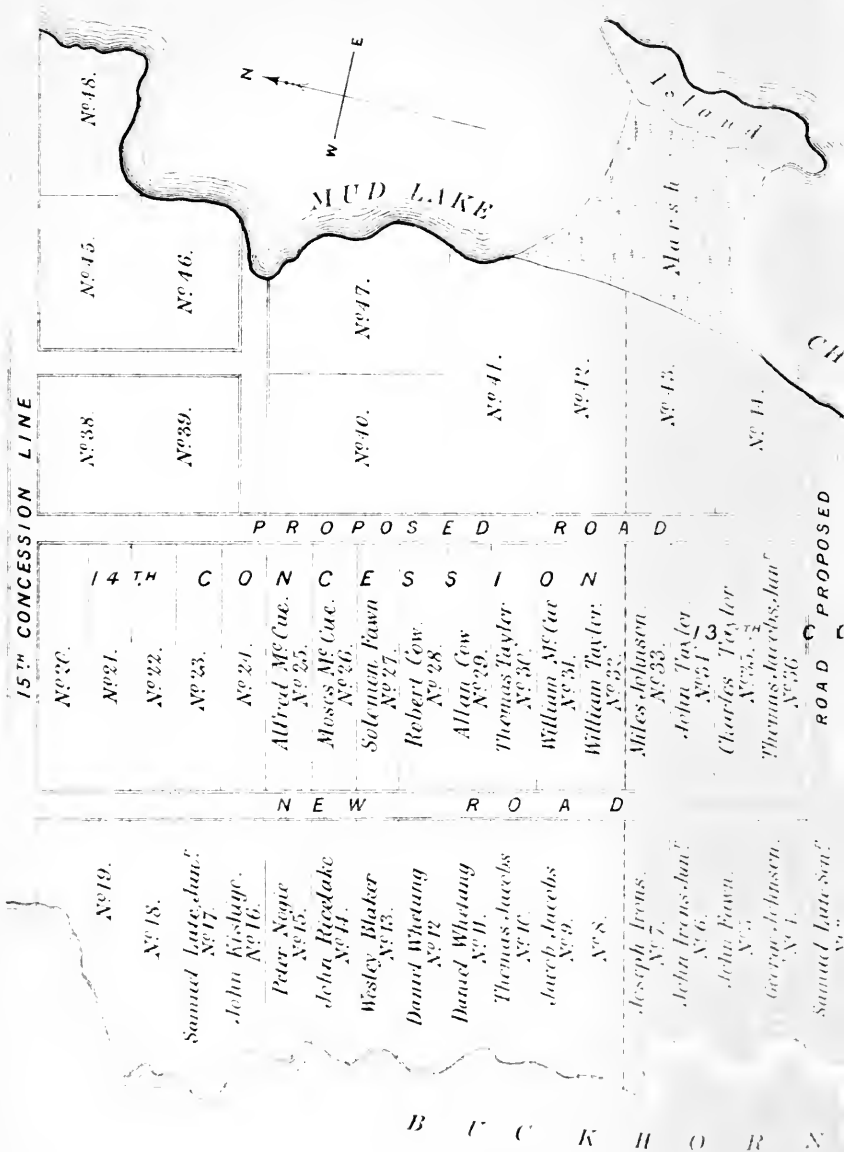 15TH CONCESSION LINE
No 48.
No 45.
No 46.
No 38.
No 39.
N
E
W
MUD LAKE
Island
Marsh
No 47.
No 40.
No 41.
No 42.
No 43.
No 44.
CH
PROPOSED ROAD
14TH CONCESSION
13TH CO
ROAD PROPOSED
No 20.
No 21.
No 22.
No 23.
No 24.
Alfred McCue.
No 25.
Moses McCue.
No 26.
Solomon Fawn
No 27.
Robert Cow.
No 28.
Allan Cow
No 29.
Thomas Tayler
No 30.
William McCue
No 31.
William Tayler.
No 32.
Miles Johnson.
No 33.
John Tayler.
No 34
Charles Tayler
No 35.
Thomas Jacobs, Junr
No 36
NEW ROAD
No 19.
No 18.
Samuel Lute, Junr
No 17.
John Kishage.
No 16.
Peter Nogie
No 15.
John Ricelake
No 14.
Wesley Blaker
No 13.
Daniel Whetung
No 12
Daniel Whetung
No 11.
Thomas Jacobs
No 10.
Jacob Jacobs
No 9.
No 8.
Joseph Irons.
No 7.
John Irons Junr
No 6.
John Fawn.
No 5
George Johnson.
No 4.
Samuel Lute Senr
BUCKHORN